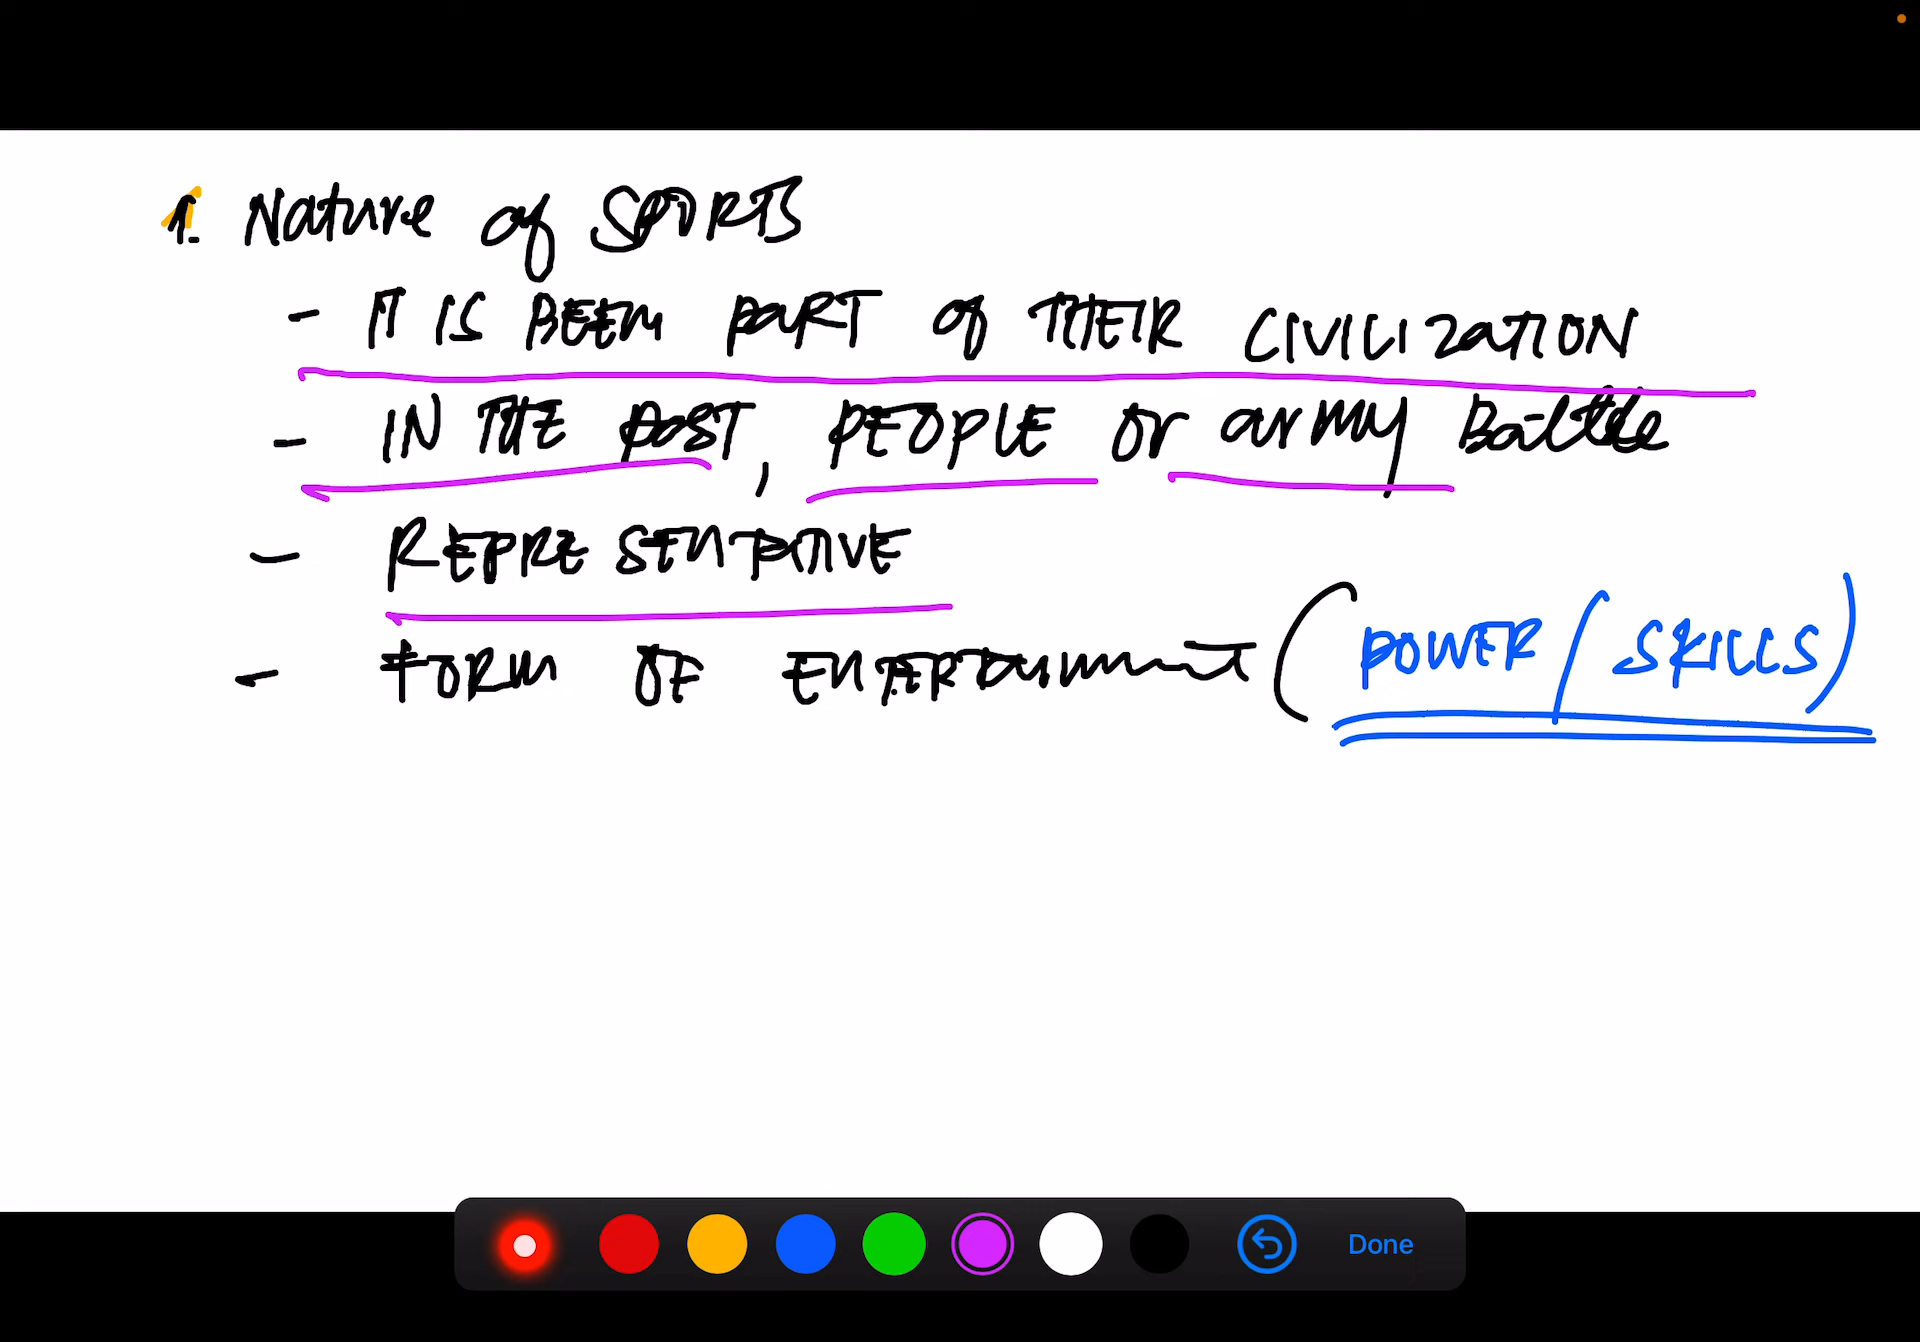 1. Nature of SPORTS
- IT IS BEEN PART of THEIR CIVILIZATION
- IN THE PAST, PEOPLE or army Battle
- REPRESENTATIVE
- FORM OF ENTERTAINMENT (POWER/SKILLS)
Done